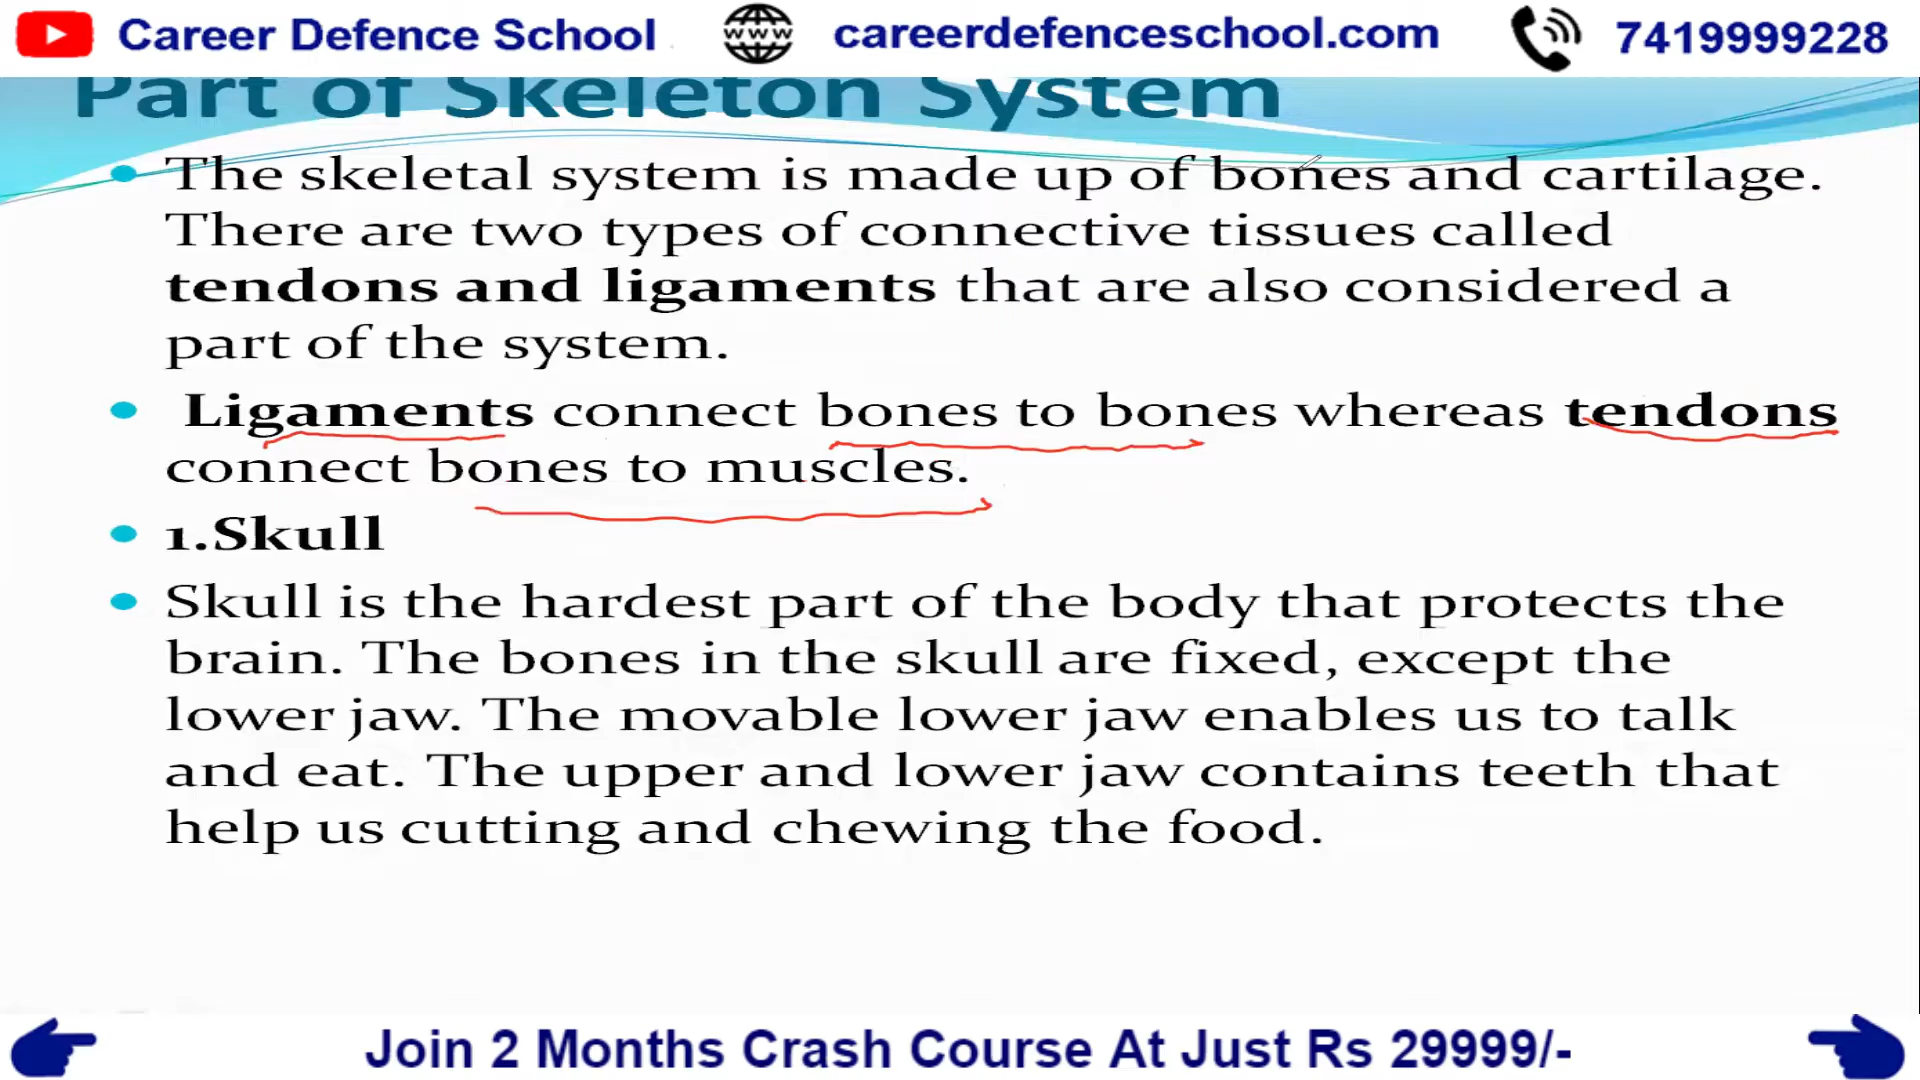 Career Defence School
www
careerdefenceschool.com
7419999228
Part of Skeleton System
The skeletal system is made up of bones and cartilage.
There are two types of connective tissues called
tendons and ligaments that are also considered a
part of the system.
Ligaments connect bones to bones whereas tendons
connect bones to muscles.
1.Skull
Skull is the hardest part of the body that protects the
brain. The bones in the skull are fixed, except the
lower jaw. The movable lower jaw enables us to talk
and eat. The upper and lower jaw contains teeth that
help us cutting and chewing the food.
Join 2 Months Crash Course At Just Rs 29999/-